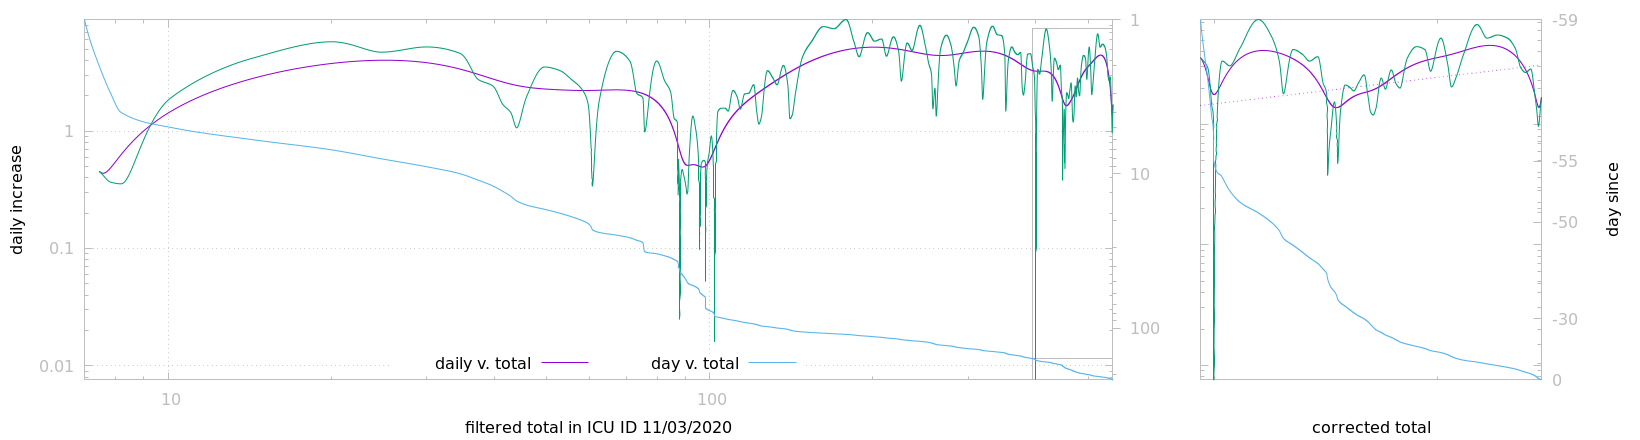 daily increase
1
0.1
0.01
10
100
daily v. total
day v. total
filtered total in ICU ID 11/03/2020
1
10
100
-59
-55
-50
-30
0
day since
corrected total